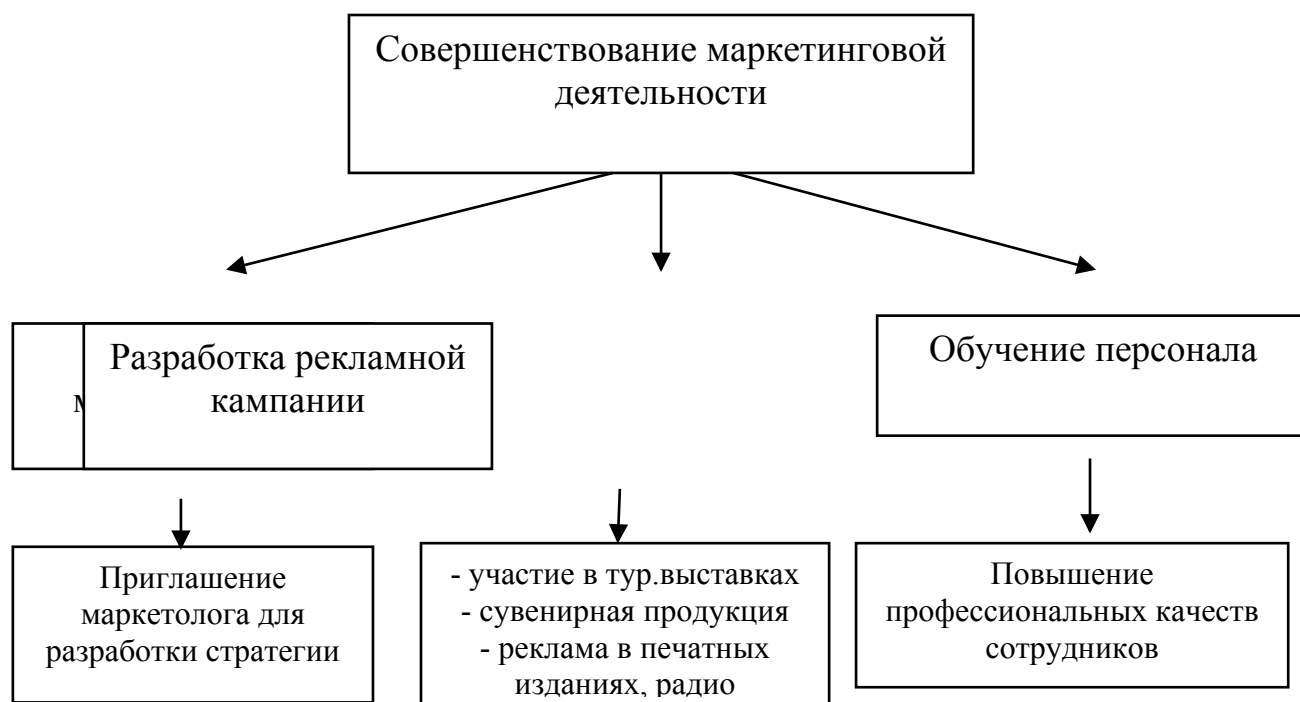 Совершенствование маркетинговой
деятельности
Разработка рекламной
кампании
Обучение персонала
Приглашение
маркетолога для
разработки стратегии
- участие в тур.выставках
- сувенирная продукция
- реклама в печатных
изданиях, радио
Повышение
профессиональных качеств
сотрудников